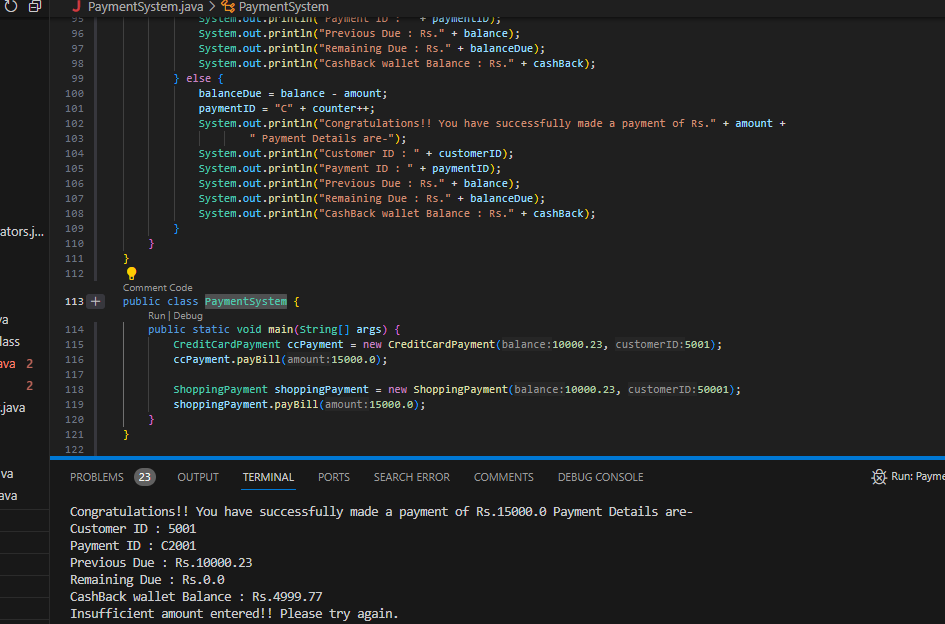 PaymentSystem.java > PaymentSystem
95 System.out.println("Payment ID : " + paymentID);
96 System.out.println("Previous Due : Rs." + balance);
97 System.out.println("Remaining Due : Rs." + balanceDue);
98 System.out.println("CashBack wallet Balance : Rs." + cashBack);
99 } else {
100 balanceDue = balance - amount;
101 paymentID = "C" + counter++;
102 System.out.println("Congratulations!! You have successfully made a payment of Rs." + amount +
103 " Payment Details are-");
104 System.out.println("Customer ID : " + customerID);
105 System.out.println("Payment ID : " + paymentID);
106 System.out.println("Previous Due : Rs." + balance);
107 System.out.println("Remaining Due : Rs." + balanceDue);
108 System.out.println("CashBack wallet Balance : Rs." + cashBack);
109 }
110 }
111 }
112
Comment Code
113 + public class PaymentSystem {
Run | Debug
114 public static void main(String[] args) {
115 CreditCardPayment ccPayment = new CreditCardPayment(balance:10000.23, customerID:5001);
116 ccPayment.payBill(amount:15000.0);
117
118 ShoppingPayment shoppingPayment = new ShoppingPayment(balance:10000.23, customerID:50001);
119 shoppingPayment.payBill(amount:15000.0);
120 }
121 }
122
ators.j...
va
lass
ava 2
2
.java
va
ava
PROBLEMS 23 OUTPUT TERMINAL PORTS SEARCH ERROR COMMENTS DEBUG CONSOLE Run: Payme
Congratulations!! You have successfully made a payment of Rs.15000.0 Payment Details are-
Customer ID : 5001
Payment ID : C2001
Previous Due : Rs.10000.23
Remaining Due : Rs.0.0
CashBack wallet Balance : Rs.4999.77
Insufficient amount entered!! Please try again.